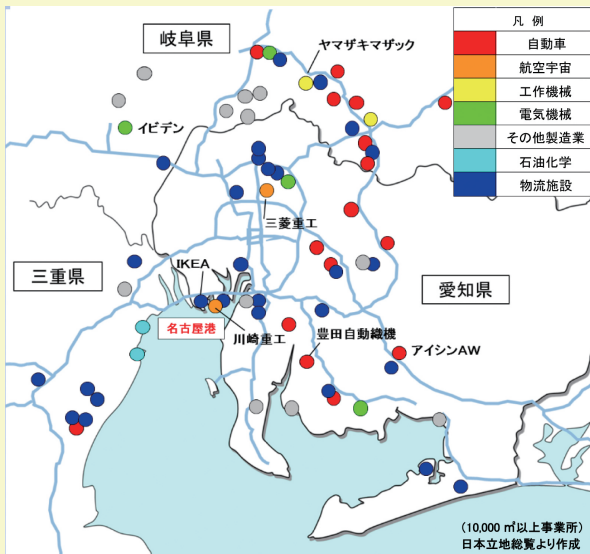 凡 例
自動車
航空宇宙
工作機械
電気機械
その他製造業
石油化学
物流施設
岐阜県
ヤマザキマザック
イビデン
三菱重工
三重県
IKEA
愛知県
名古屋港
川崎重工
豊田自動織機
アイシンAW
(10,000 ㎡以上事業所)
日本立地総覧より作成